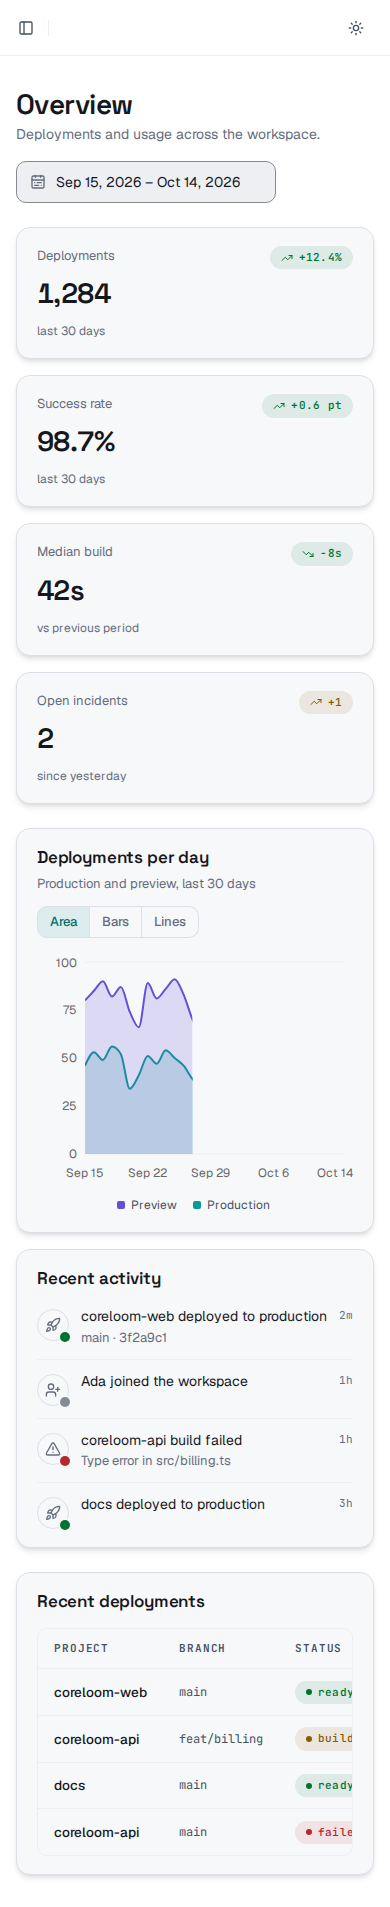 Overview
Deployments and usage across the workspace.
Sep 15, 2026 – Oct 14, 2026
Deployments
+12.4%
1,284
last 30 days
Success rate
+0.6 pt
98.7%
last 30 days
Median build
-8s
42s
vs previous period
Open incidents
+1
2
since yesterday
Deployments per day
Production and preview, last 30 days
Area Bars Lines
100
75
50
25
0
Sep 15 Sep 22 Sep 29 Oct 6 Oct 14
Preview Production
Recent activity
coreloom-web deployed to production 2m
main · 3f2a9c1
Ada joined the workspace 1h
coreloom-api build failed 1h
Type error in src/billing.ts
docs deployed to production 3h
Recent deployments
PROJECT BRANCH STATUS
coreloom-web main ready
coreloom-api feat/billing build
docs main ready
coreloom-api main faile